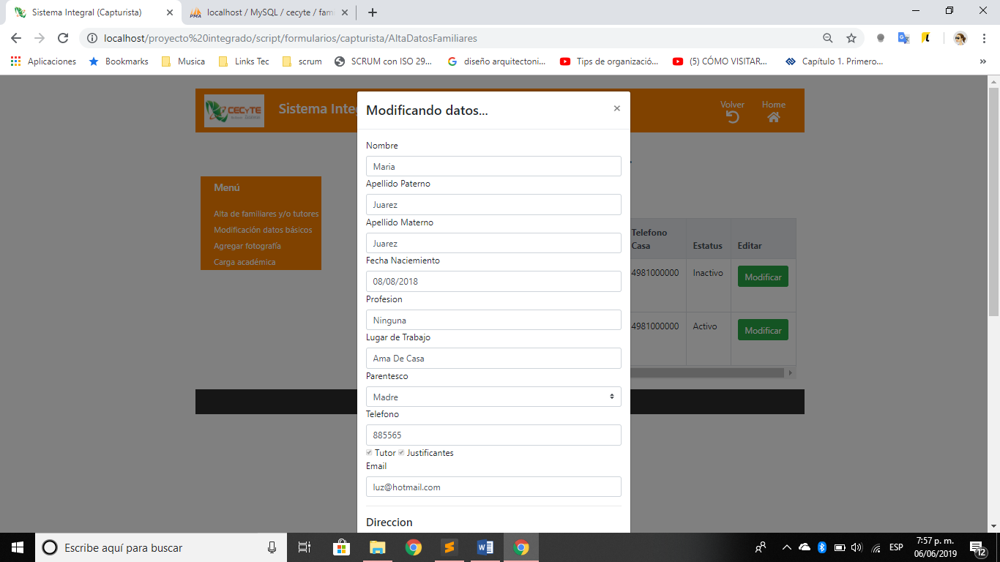 Sistema Integral (Capturista)
localhost / MySQL / cecyte / fami
localhost/proyecto%20integrado/script/formularios/capturista/AltaDatosFamiliares
Aplicaciones
Bookmarks
Musica
Links Tec
scrum
SCRUM con ISO 29...
diseño arquitectoni...
Tips de organizació...
(5) CÓMO VISITAR...
Capítulo 1. Primero...
»
CECyTE
Sistema Inte
Volver
Home
Menú
Alta de famíliares y/o tutores
Modificación datos básicos
Agregar fotografía
Carga académica
Modificando datos...
×
Nombre
Maria
Apellido Paterno
Juarez
Apellido Materno
Juarez
Fecha Naciemiento
08/08/2018
Profesion
Ninguna
Lugar de Trabajo
Ama De Casa
Parentesco
Madre
Telefono
885565
Tutor Justificantes
Email
luz@hotmail.com
Direccion
Telefono
Casa Estatus Editar
4981000000 Inactivo Modificar
4981000000 Activo Modificar
Escribe aquí para buscar
ESP
7:57 p. m.
06/06/2019
12